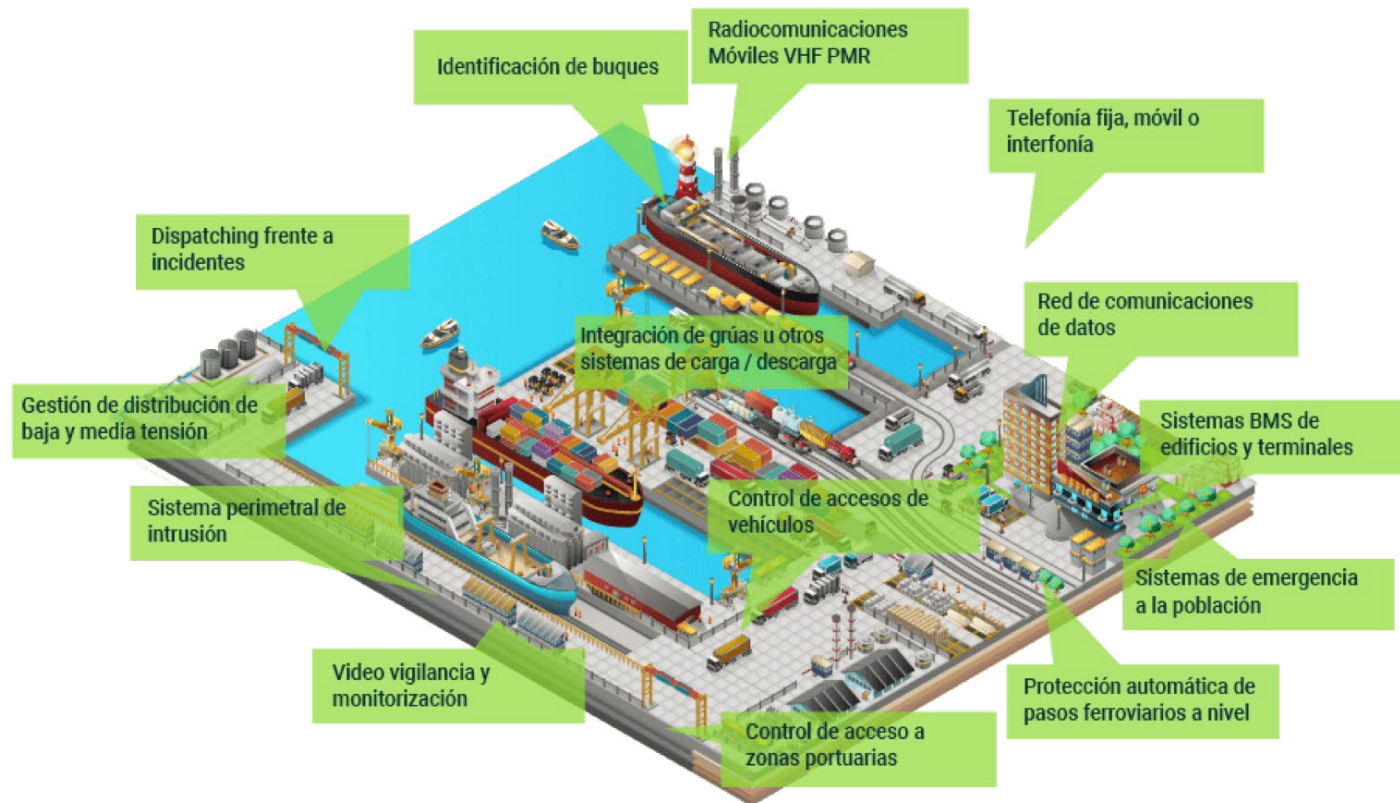 Radiocomunicaciones
Móviles VHF PMR
Identificación de buques
Telefonía fija, móvil o
interfonía
Dispatching frente a
incidentes
Red de comunicaciones
de datos
Integración de grúas u otros
sistemas de carga / descarga
Gestión de distribución de
baja y media tensión
Sistemas BMS de
edificios y terminales
Control de accesos de
vehículos
Sistema perimetral de
intrusión
Sistemas de emergencia
a la población
Video vigilancia y
monitorización
Protección automática de
pasos ferroviarios a nivel
Control de acceso a
zonas portuarias